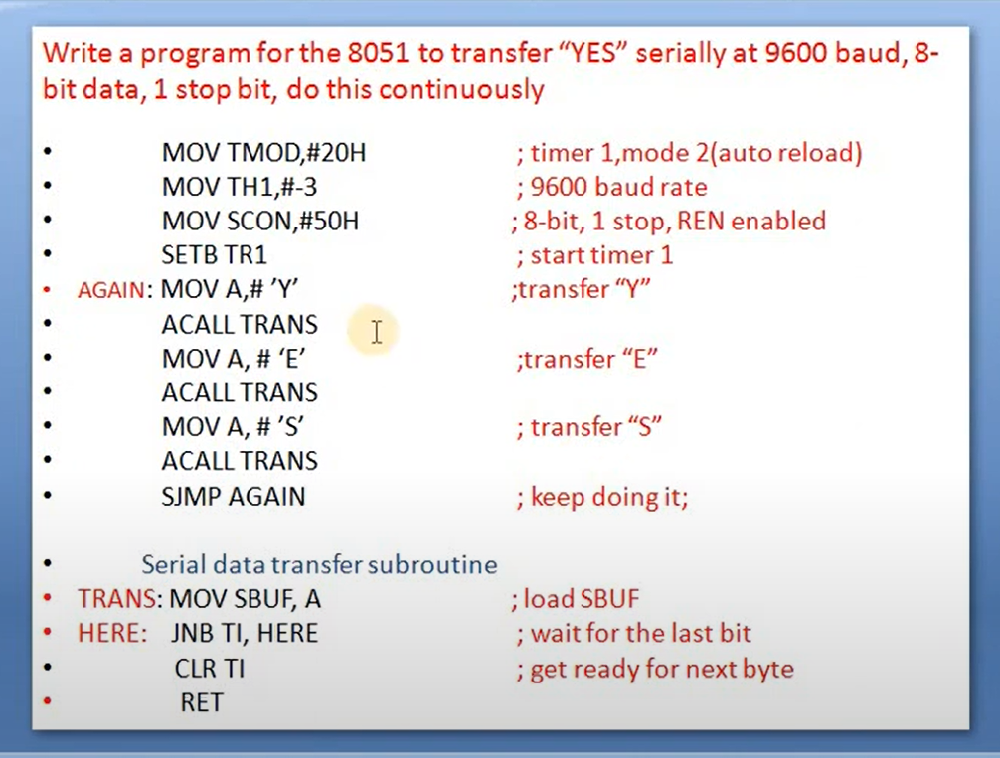 Write a program for the 8051 to transfer “YES” serially at 9600 baud, 8-
bit data, 1 stop bit, do this continuously
• MOV TMOD,#20H ; timer 1,mode 2(auto reload)
• MOV TH1,#-3 ; 9600 baud rate
• MOV SCON,#50H ; 8-bit, 1 stop, REN enabled
• SETB TR1 ; start timer 1
• AGAIN: MOV A,# ’Y’ ;transfer “Y”
• ACALL TRANS
• MOV A, # ‘E’ ;transfer “E”
• ACALL TRANS
• MOV A, # ’S’ ; transfer “S”
• ACALL TRANS
• SJMP AGAIN ; keep doing it;
• Serial data transfer subroutine
• TRANS: MOV SBUF, A ; load SBUF
• HERE: JNB TI, HERE ; wait for the last bit
• CLR TI ; get ready for next byte
• RET